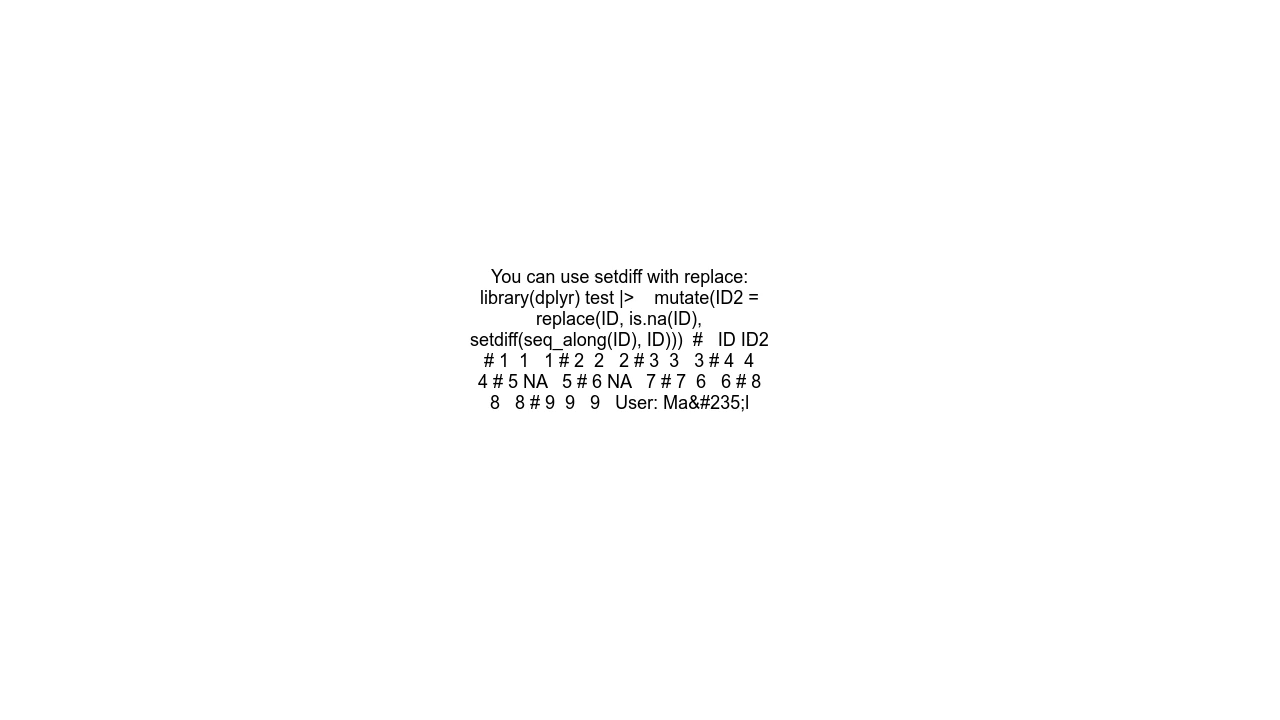 You can use setdiff with replace:
library(dplyr) test |>    mutate(ID2 =
replace(ID, is.na(ID),
setdiff(seq_along(ID), ID)))  #   ID ID2
# 1  1   1 # 2  2   2 # 3  3   3 # 4  4
4 # 5 NA   5 # 6 NA   7 # 7  6   6 # 8
8   8 # 9  9   9   User: Ma&#235;l